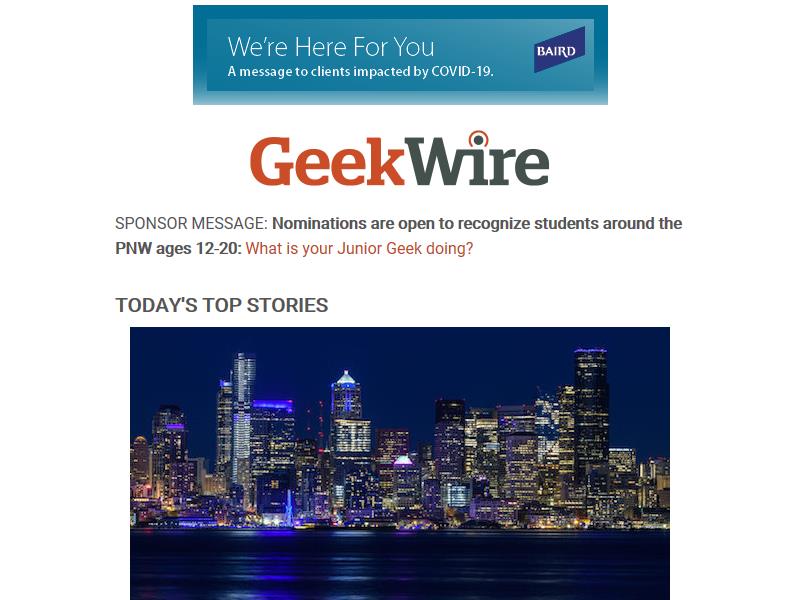 We're Here For You
A message to clients impacted by COVID-19.
BAIRD
GeekWire
SPONSOR MESSAGE: Nominations are open to recognize students around the
PNW ages 12-20: What is your Junior Geek doing?
TODAY'S TOP STORIES